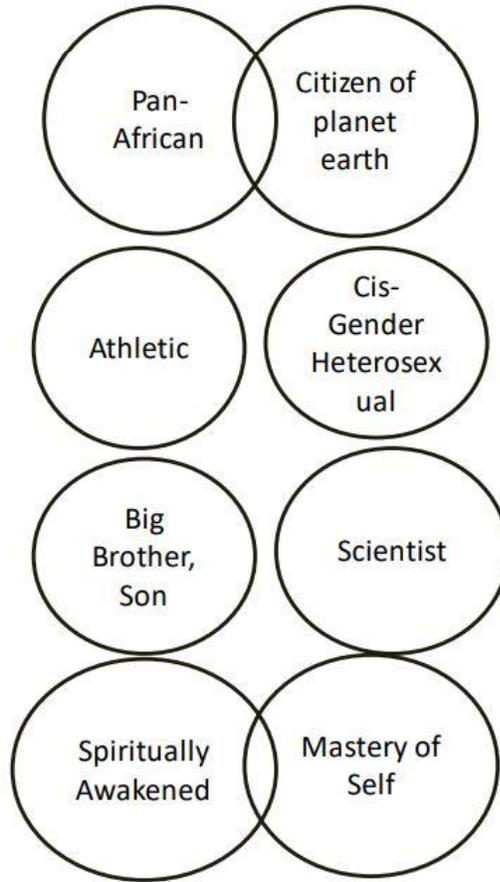 Pan-
African
Citizen of
planet
earth
Athletic
Cis-
Gender
Heterosex
ual
Big
Brother,
Son
Scientist
Spiritually
Awakened
Mastery of
Self